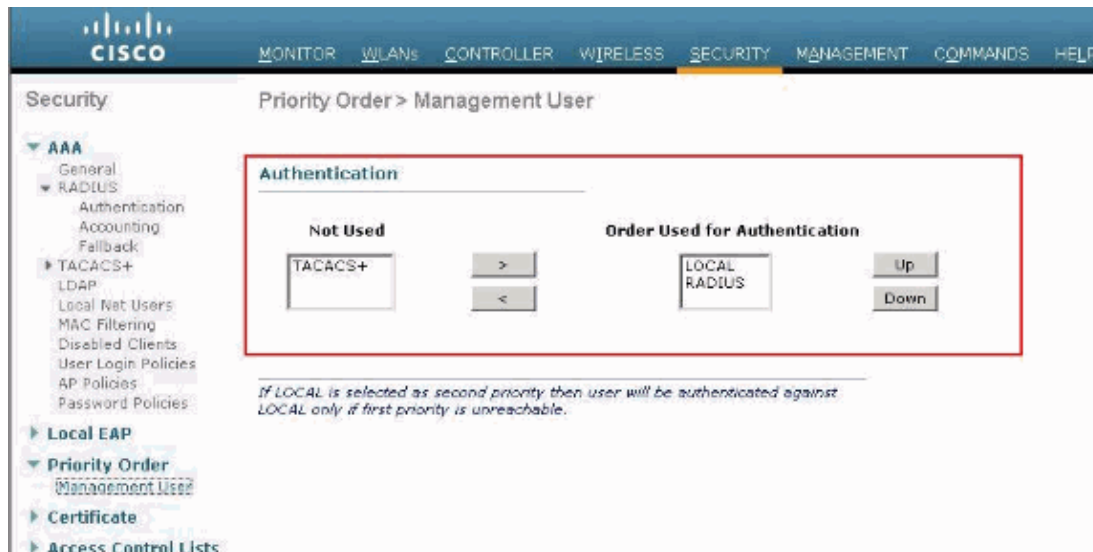 CISCO
MONITOR WLANs CONTROLLER WIRELESS SECURITY MANAGEMENT COMMANDS HELP
Security
AAA
General
RADIUS
Authentication
Accounting
Fallback
TACACS+
LDAP
Local Net Users
MAC Filtering
Disabled Clients
User Login Policies
AP Policies
Password Policies
Local EAP
Priority Order
Management User
Certificate
Access Control Lists
Priority Order > Management User
Authentication
Not Used
Order Used for Authentication
TACACS+
>
<
LOCAL
RADIUS
Up
Down
If LOCAL is selected as second priority then user will be authenticated against
LOCAL only if first priority is unreachable.